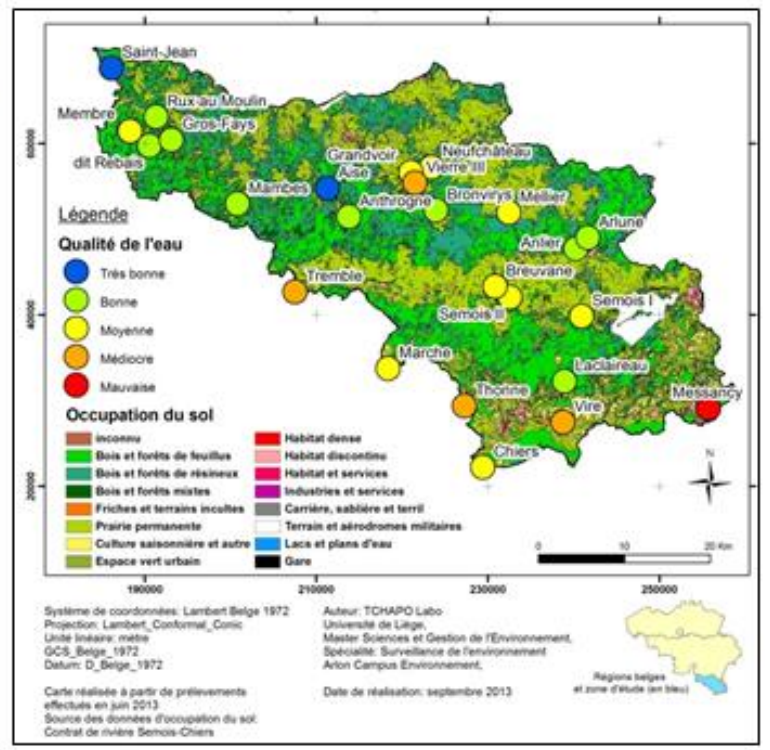 Saint-Jean
Rux au Moulin
Membre
Gros-Fays
dit Rebais
Grandvoir
Neufchâteau
Vierre III
Aise
Mambes
Anthrogne
Bronvirys
Mellier
Arlune
Anlier
Tremble
Breuvane
Semois II
Semois I
Marche
Laclaireau
Thonne
Vire
Messancy
Chiers
60000
40000
20000
Légende
Qualité de l'eau
Très bonne
Bonne
Moyenne
Médiocre
Mauvaise
Occupation du sol
inconnu
Bois et forêts de feuillus
Bois et forêts de résineux
Bois et forêts mixtes
Friches et terrains incultes
Prairie permanente
Culture saisonnière et autre
Espace vert urbain
Habitat dense
Habitat discontinu
Habitat et services
Industries et services
Carrière, sablière et terril
Terrain et aérodromes militaires
Lacs et plans d'eau
Gare
N
0 10 20 Km
190000 210000 230000 250000
Système de coordonnées: Lambert Belge 1972
Projection: Lambert_Conformal_Conic
Unité linéaire: mètre
GCS_Belge_1972
Datum: D_Belge_1972
Carte réalisée à partir de prélevements
effectués en juin 2013
Source des données d'occupation du sol:
Contrat de rivière Semois-Chiers
Auteur: TCHAPO Labo
Université de Liège,
Master Sciences et Gestion de l'Environnement,
Spécialité: Surveillance de l'environnement
Arlon Campus Environnement,
Date de réalisation: septembre 2013
Régions belges
et zone d'étude (en bleu)